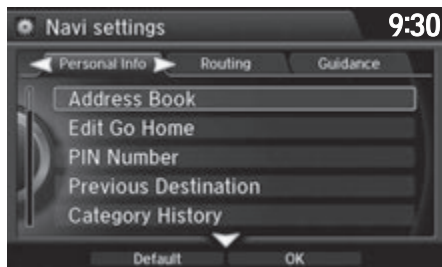 Navi settings 9:30
Personal Info Routing Guidance
Address Book
Edit Go Home
PIN Number
Previous Destination
Category History
Default OK